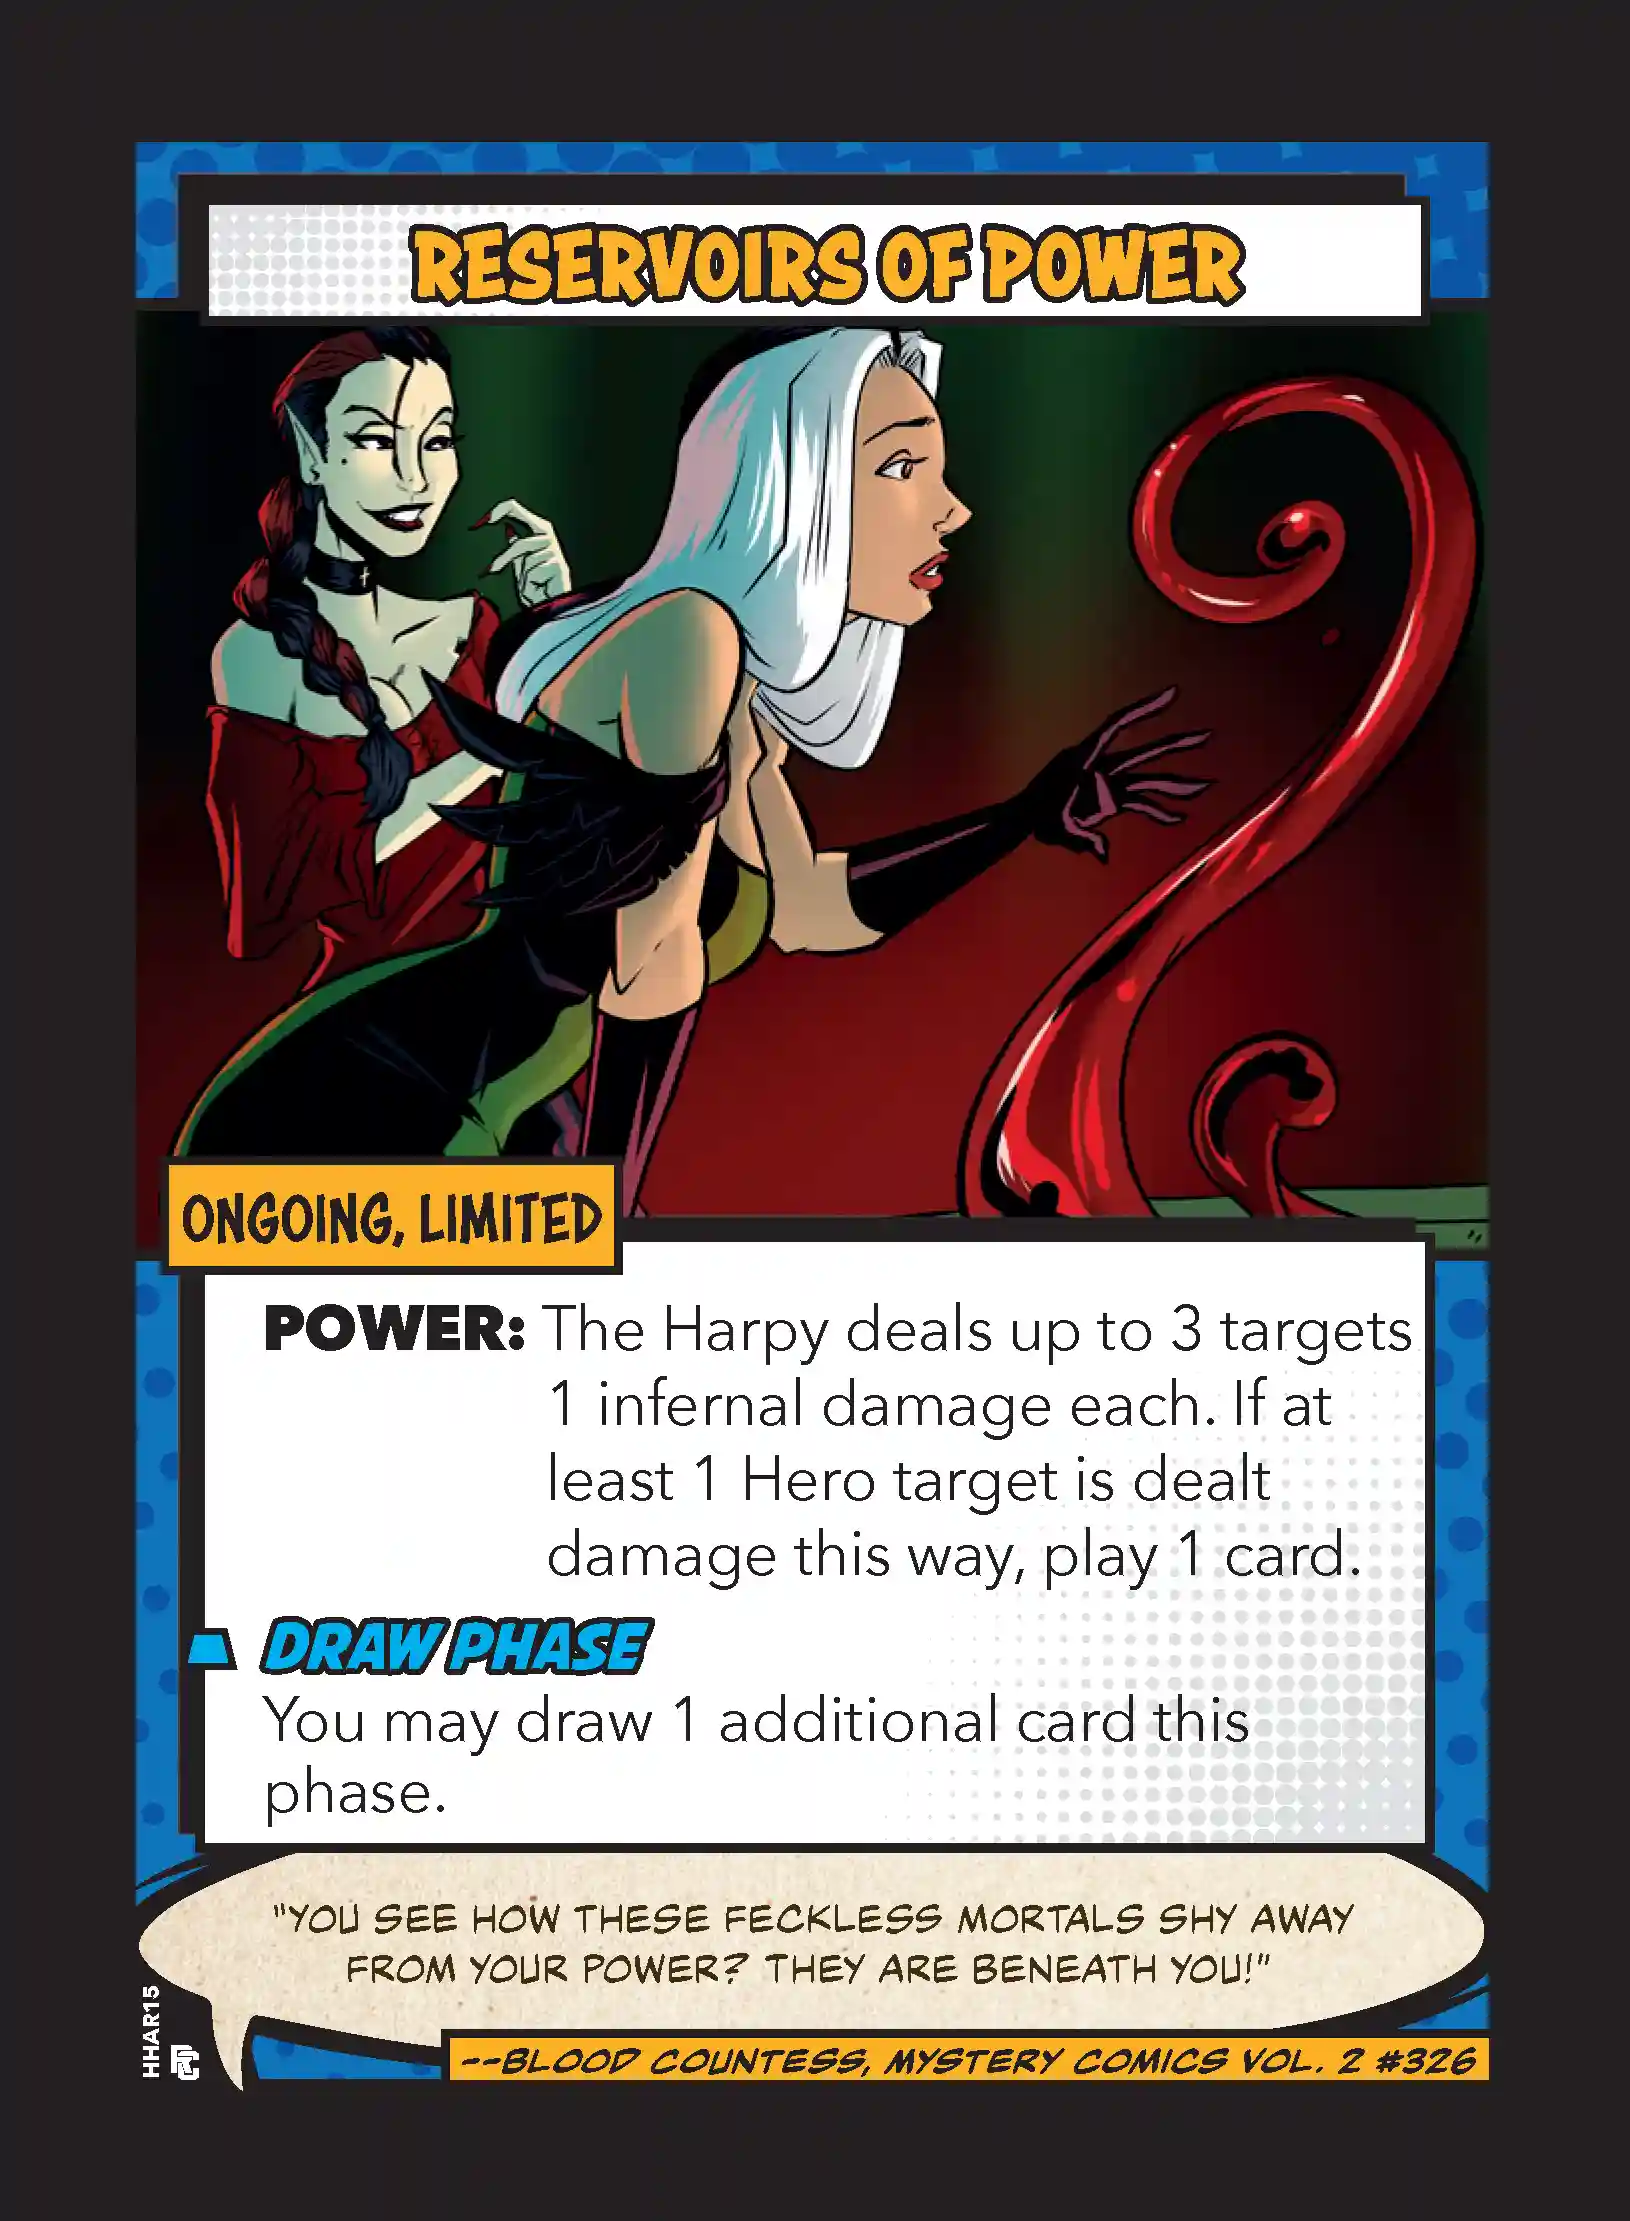 RESERVOIRS OF POWER
ONGOING, LIMITED
POWER: The Harpy deals up to 3 targets
1 infernal damage each. If at
least 1 Hero target is dealt
damage this way, play 1 card.
DRAW PHASE
You may draw 1 additional card this
phase.
"YOU SEE HOW THESE FECKLESS MORTALS SHY AWAY
FROM YOUR POWER? THEY ARE BENEATH YOU!"
--BLOOD COUNTESS, MYSTERY COMICS VOL. 2 #326
HHAR15